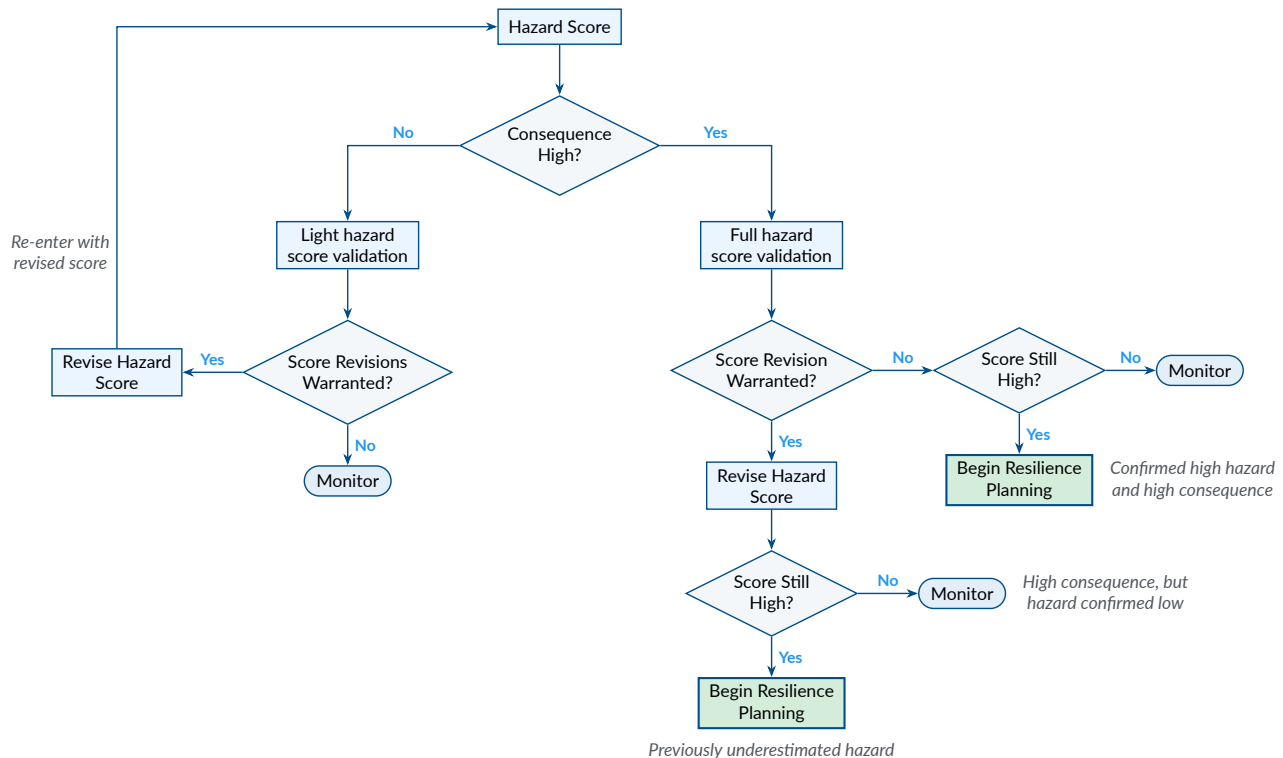 Hazard Score
Consequence
High?
No
Yes
Re-enter with
revised score
Light hazard
score validation
Full hazard
score validation
Revise Hazard
Score
Yes
Score Revisions
Warranted?
No
Monitor
Score Revision
Warranted?
No
Score Still
High?
No
Monitor
Yes
Begin Resilience
Planning
Confirmed high hazard
and high consequence
Yes
Revise Hazard
Score
Score Still
High?
No
Monitor
High consequence, but
hazard confirmed low
Yes
Begin Resilience
Planning
Previously underestimated hazard